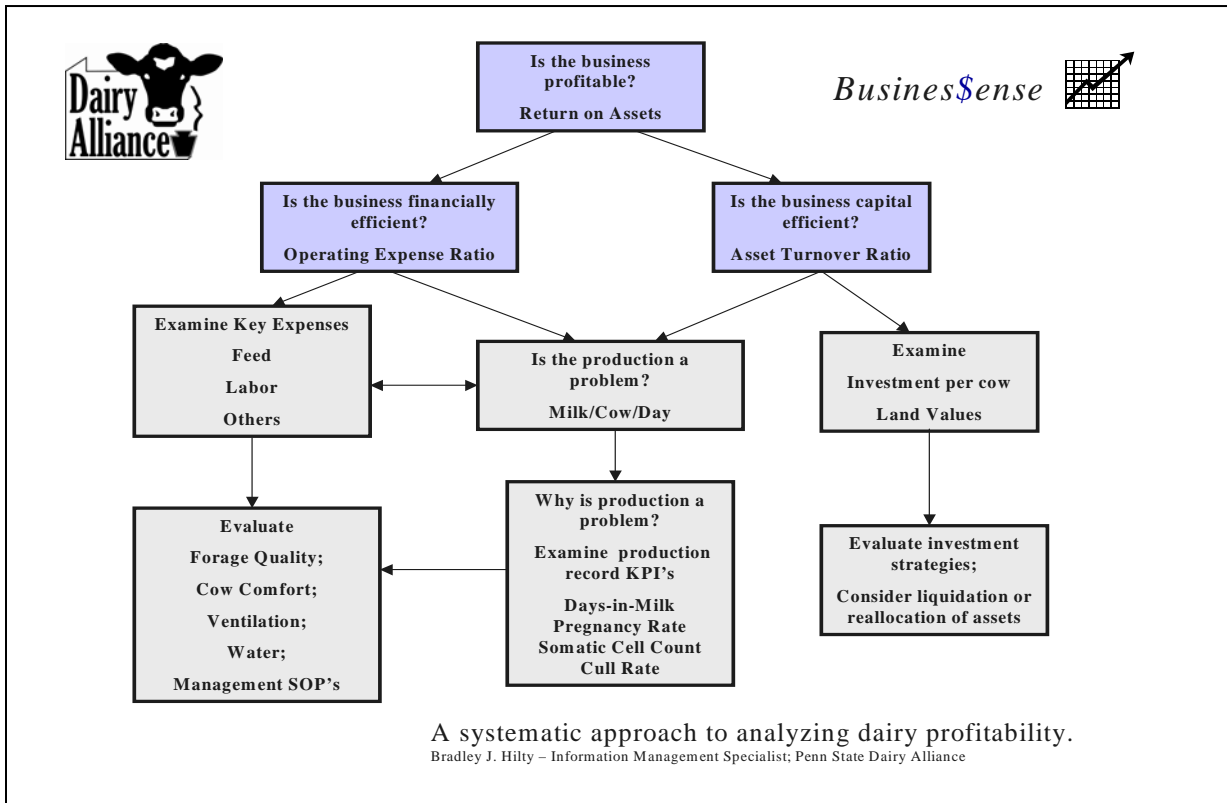 Dairy
Alliance
Is the business
profitable?
Return on Assets
Busines$ense
Is the business financially
efficient?
Operating Expense Ratio
Is the business capital
efficient?
Asset Turnover Ratio
Examine Key Expenses
Feed
Labor
Others
Is the production a
problem?
Milk/Cow/Day
Examine
Investment per cow
Land Values
Evaluate
Forage Quality;
Cow Comfort;
Ventilation;
Water;
Management SOP's
Why is production a
problem?
Examine production
record KPI's
Days-in-Milk
Pregnancy Rate
Somatic Cell Count
Cull Rate
Evaluate investment
strategies;
Consider liquidation or
reallocation of assets
A systematic approach to analyzing dairy profitability.
Bradley J. Hilty – Information Management Specialist; Penn State Dairy Alliance